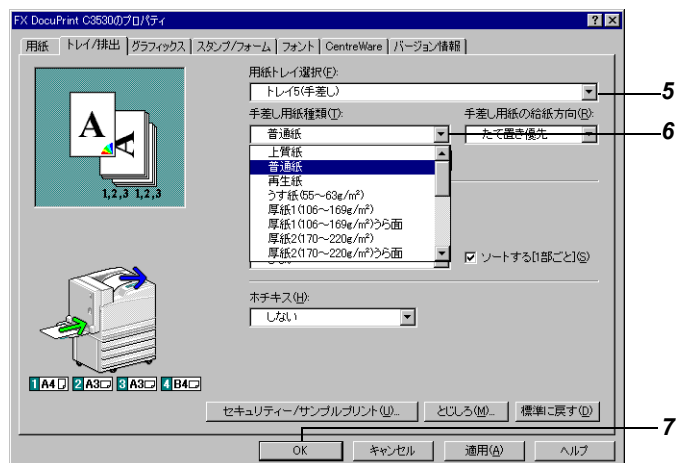 FX DocuPrint C3530のプロパティ
用紙 トレイ/排出 グラフィックス スタンプ/フォーム フォント CentreWare バージョン情報
用紙トレイ選択(F):
トレイ5(手差し)
5
手差し用紙種類(T): 手差し用紙の給紙方向(R):
普通紙 たて置き優先
6
上質紙
普通紙
再生紙
うす紙(55~63g/m²)
厚紙1(106~169g/m²)
厚紙1(106~169g/m²)うら面
厚紙2(170~220g/m²)
厚紙2(170~220g/m²)うら面
A A
1,2,3 1,2,3
ソートする[1部ごと](S)
ホチキス(H):
しない
1 A4 2 A3 3 A3 4 B4
セキュリティー/サンプルプリント(U)... とじしろ(M)... 標準に戻す(D)
7
OK キャンセル 適用(A) ヘルプ